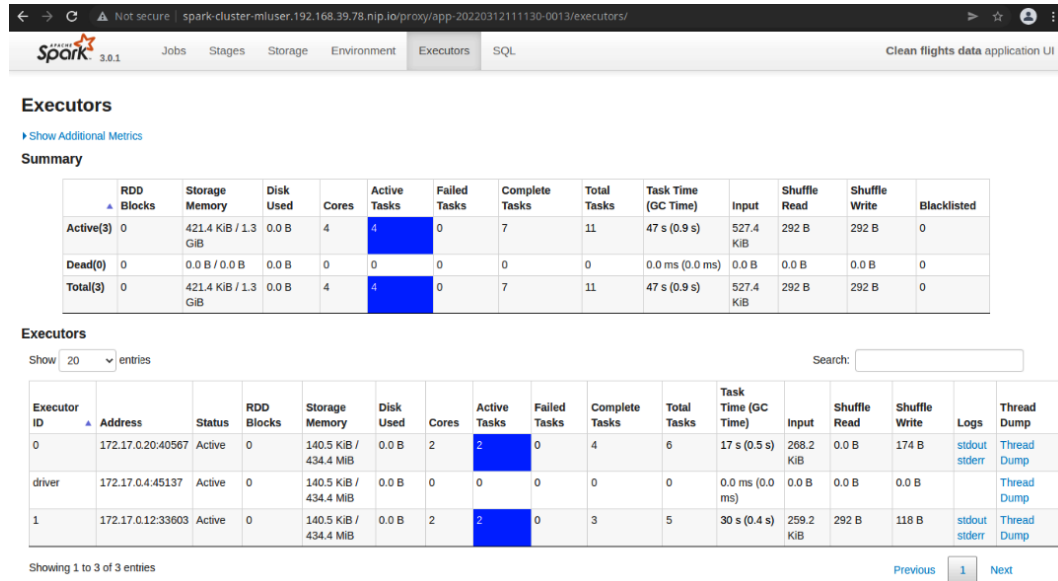 Not secure | spark-cluster-mluser.192.168.39.78.nip.io/proxy/app-20220312111130-0013/executors/
APACHE Spark 3.0.1 Jobs Stages Storage Environment Executors SQL Clean flights data application UI
Executors
Show Additional Metrics
Summary
RDD Blocks Storage Memory Disk Used Cores Active Tasks Failed Tasks Complete Tasks Total Tasks Task Time (GC Time) Input Shuffle Read Shuffle Write Blacklisted
Active(3) 0 421.4 KiB / 1.3 GiB 0.0 B 4 4 0 7 11 47 s (0.9 s) 527.4 KiB 292 B 292 B 0
Dead(0) 0 0.0 B / 0.0 B 0.0 B 0 0 0 0 0 0.0 ms (0.0 ms) 0.0 B 0.0 B 0.0 B 0
Total(3) 0 421.4 KiB / 1.3 GiB 0.0 B 4 4 0 7 11 47 s (0.9 s) 527.4 KiB 292 B 292 B 0
Executors
Show 20 entries Search:
Executor ID Address Status RDD Blocks Storage Memory Disk Used Cores Active Tasks Failed Tasks Complete Tasks Total Tasks Task Time (GC Time) Input Shuffle Read Shuffle Write Logs Thread Dump
0 172.17.0.20:40567 Active 0 140.5 KiB / 434.4 MiB 0.0 B 2 2 0 4 6 17 s (0.5 s) 268.2 KiB 0.0 B 174 B stdout stderr Thread Dump
driver 172.17.0.4:45137 Active 0 140.5 KiB / 434.4 MiB 0.0 B 0 0 0 0 0 0.0 ms (0.0 ms) 0.0 B 0.0 B 0.0 B Thread Dump
1 172.17.0.12:33603 Active 0 140.5 KiB / 434.4 MiB 0.0 B 2 2 0 3 5 30 s (0.4 s) 259.2 KiB 292 B 118 B stdout stderr Thread Dump
Showing 1 to 3 of 3 entries Previous 1 Next